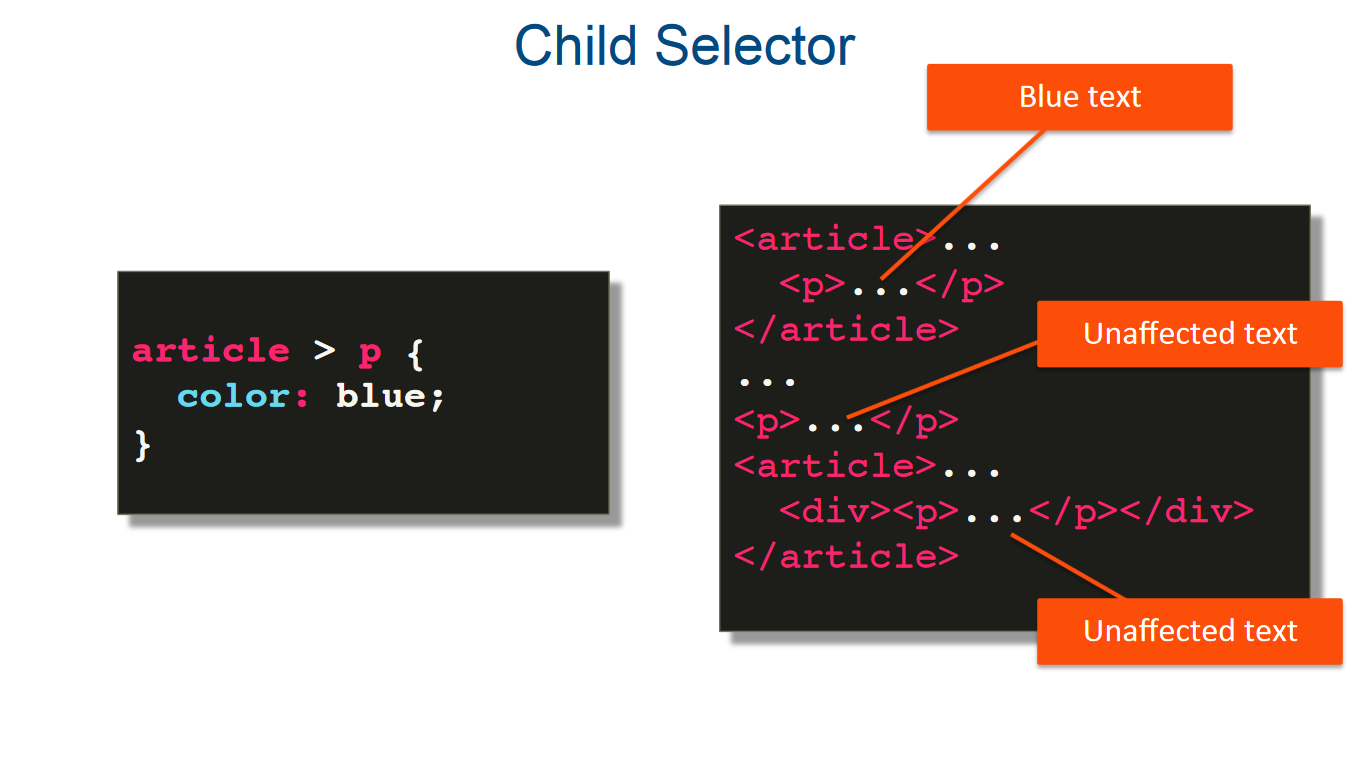 Child Selector
Blue text
article > p {
  color: blue;
}
<article>...
  <p>...</p>
</article>
Unaffected text
...
<p>...</p>
<article>...
  <div><p>...</p></div>
</article>
Unaffected text